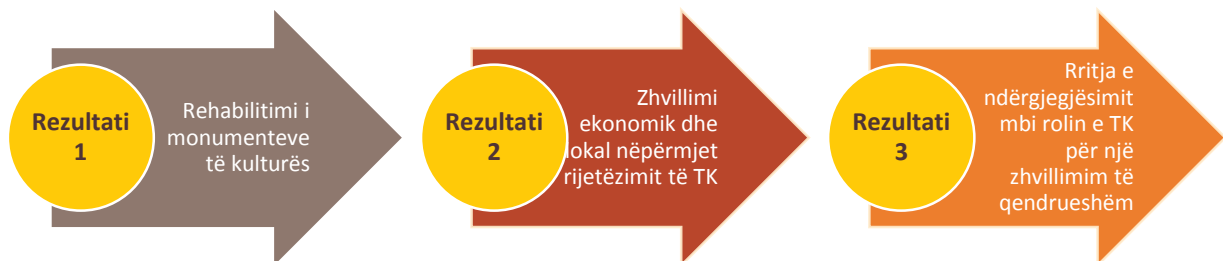 Rezultati
1
Rehabilitimi i
monumenteve
të kulturës
Rezultati
2
Zhvillimi
ekonomik dhe
lokal nëpërmjet
rijetëzimit të TK
Rezultati
3
Rritja e
ndërgjegjësimit
mbi rolin e TK
për një
zhvillimim të
qendrueshëm